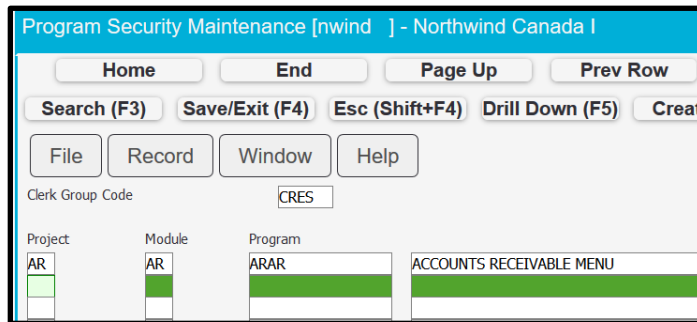 Program Security Maintenance [nwind   ] - Northwind Canada I
Home End Page Up Prev Row
Search (F3) Save/Exit (F4) Esc (Shift+F4) Drill Down (F5) Creat
File Record Window Help
Clerk Group Code CRES
Project Module Program
AR AR ARAR ACCOUNTS RECEIVABLE MENU